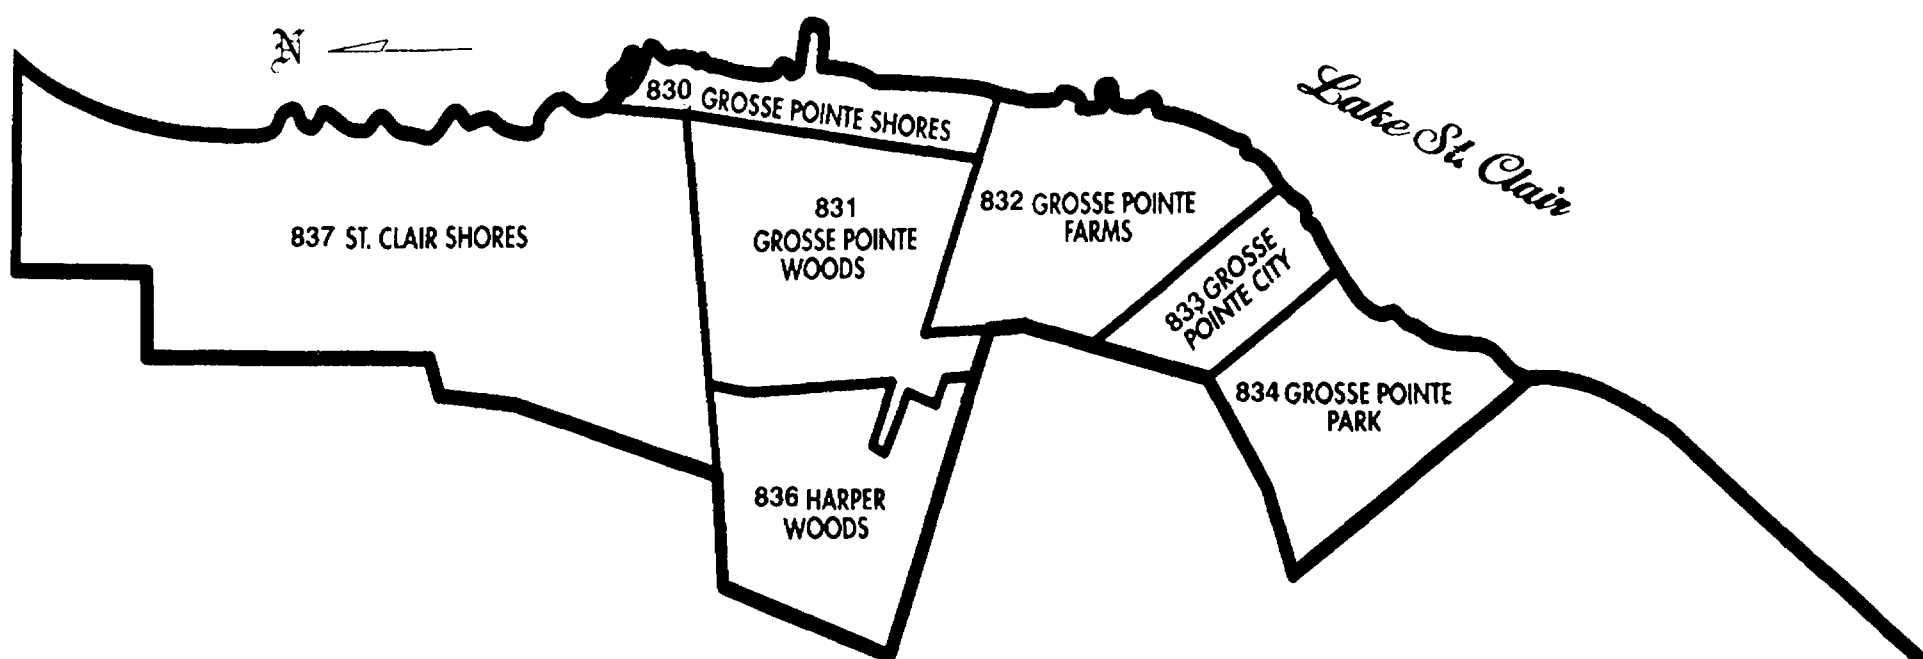 N
Lake St. Clair
830 GROSSE POINTE SHORES
837 ST. CLAIR SHORES
831
GROSSE POINTE
WOODS
832 GROSSE POINTE
FARMS
833 GROSSE
POINTE CITY
834 GROSSE POINTE
PARK
836 HARPER
WOODS